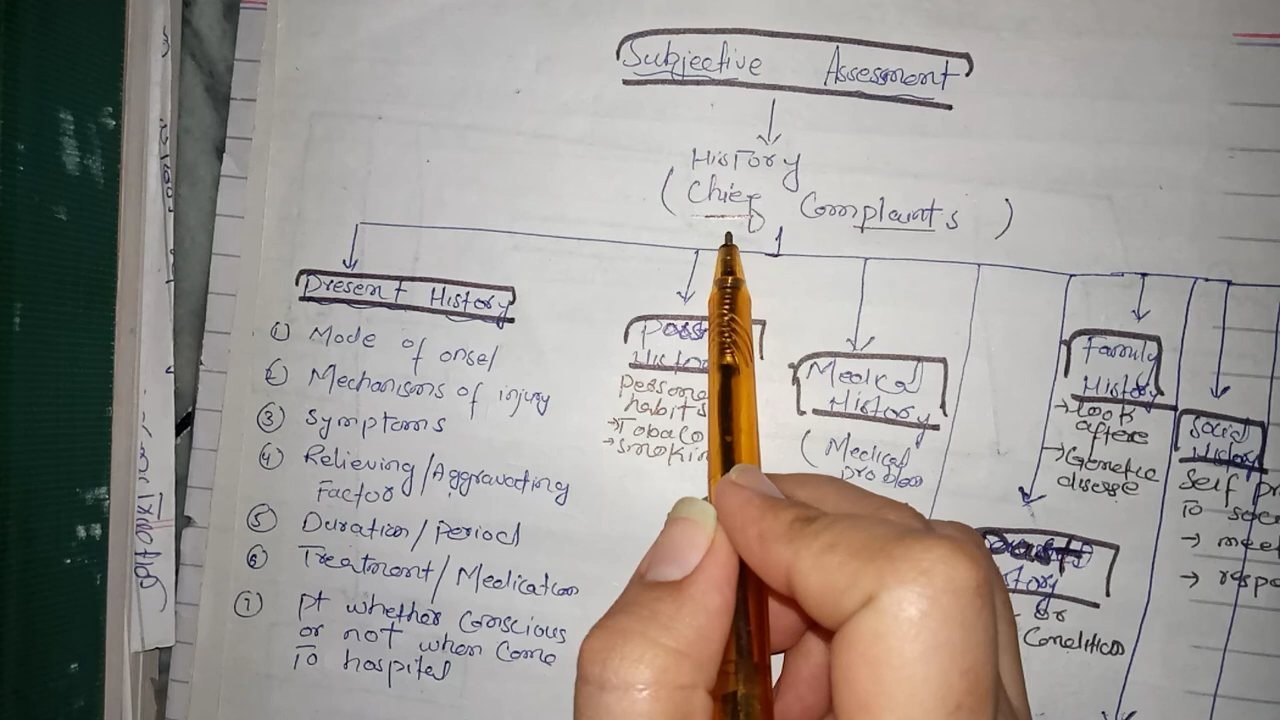 Subjective Assessment
History
(Chief Complaints)
Present History
① Mode of onset
② Mechanisms of injury
③ Symptoms
④ Relieving/Aggravating
Factor
⑤ Duration/Period
⑥ Treatment/Medication
⑦ Pt whether Conscious
or not when Come
To hospital
Past
habits
→Tobaco
Medical
History
(Medical
problem
Family
History
→look
after
→Genetic
disease
Social
History
Self
To
→
→
Condition